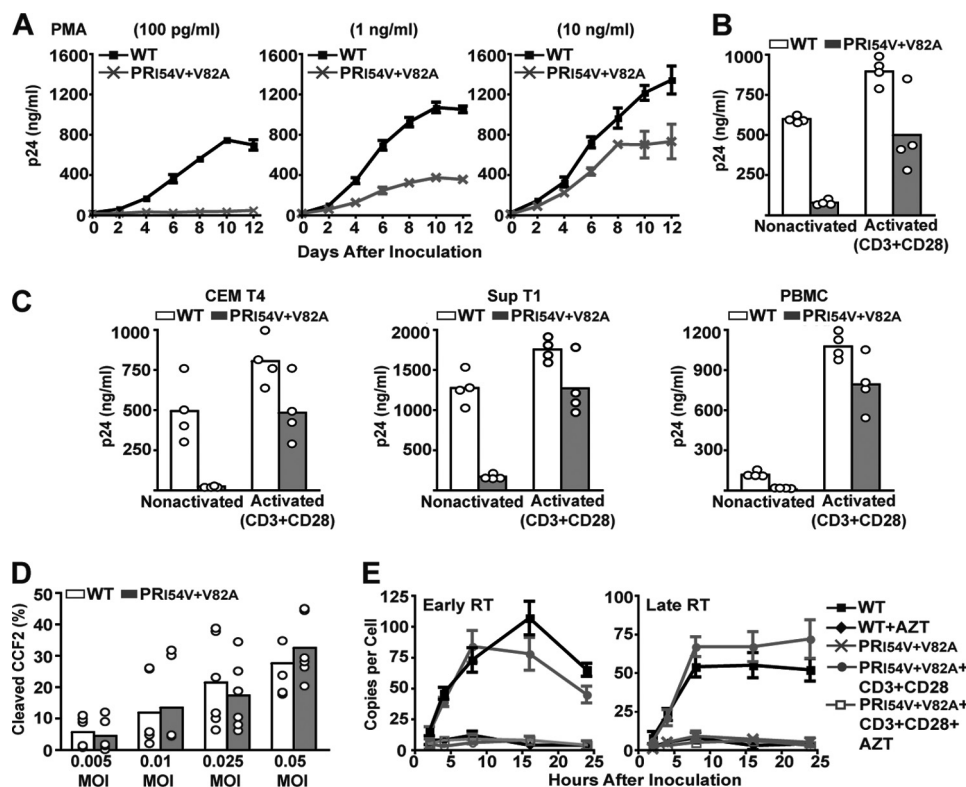 A PMA (100 pg/ml) (1 ng/ml) (10 ng/ml)
WT
PRI54V+V82A
WT
PRI54V+V82A
WT
PRI54V+V82A
p24 (ng/ml)
1600
1200
800
400
0
1600
1200
800
400
0
1600
1200
800
400
0
0 2 4 6 8 10 12
0 2 4 6 8 10 12
0 2 4 6 8 10 12
Days After Inoculation
B
WT PRI54V+V82A
p24 (ng/ml)
1000
750
500
250
Nonactivated Activated
(CD3+CD28)
C
CEM T4
WT PRI54V+V82A
p24 (ng/ml)
1000
750
500
250
Nonactivated Activated
(CD3+CD28)
Sup T1
WT PRI54V+V82A
p24 (ng/ml)
2000
1500
1000
500
Nonactivated Activated
(CD3+CD28)
PBMC
WT PRI54V+V82A
p24 (ng/ml)
1200
900
600
300
Nonactivated Activated
(CD3+CD28)
D
WT PRI54V+V82A
Cleaved CCF2 (%)
50
40
30
20
10
0
0.005 0.01 0.025 0.05
MOI MOI MOI MOI
E
Early RT
Copies per Cell
125
100
75
50
25
0
0 5 10 15 20 25
Late RT
100
75
50
25
0
0 5 10 15 20 25
Hours After Inoculation
WT
WT+AZT
PRI54V+V82A
PRI54V+V82A+
CD3+CD28
PRI54V+V82A+
CD3+CD28+
AZT